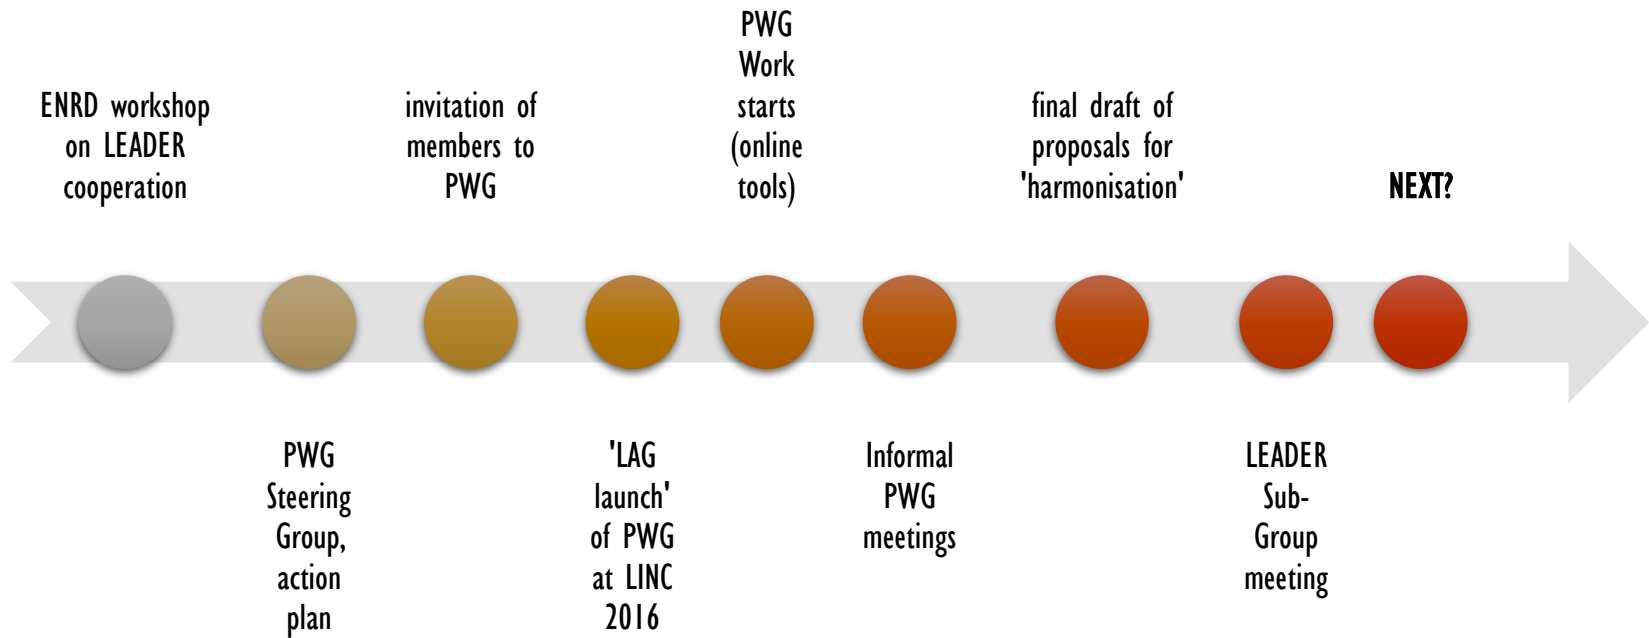 ENRD workshop
on LEADER
cooperation
PWG
Steering
Group,
action
plan
invitation of
members to
PWG
'LAG
launch'
of PWG
at LINC
2016
PWG
Work
starts
(online
tools)
Informal
PWG
meetings
final draft of
proposals for
'harmonisation'
LEADER
Sub-
Group
meeting
NEXT?